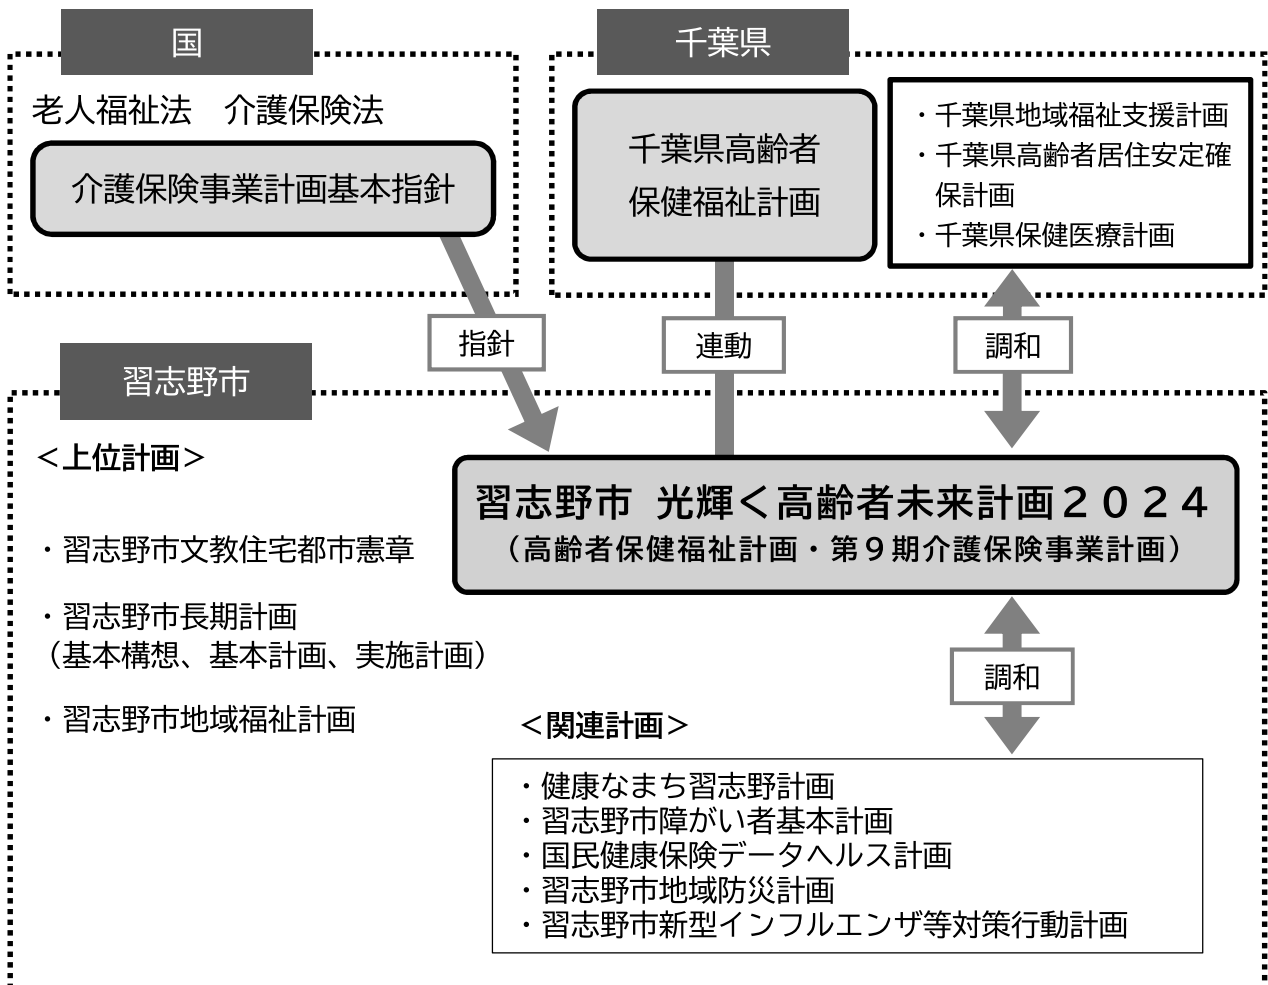 国
老人福祉法　介護保険法
介護保険事業計画基本指針
千葉県
千葉県高齢者
保健福祉計画
・千葉県地域福祉支援計画
・千葉県高齢者居住安定確
保計画
・千葉県保健医療計画
指針
連動
調和
習志野市
＜上位計画＞
・習志野市文教住宅都市憲章
・習志野市長期計画
（基本構想、基本計画、実施計画）
・習志野市地域福祉計画
習志野市 光輝く高齢者未来計画２０２４
（高齢者保健福祉計画・第９期介護保険事業計画）
調和
＜関連計画＞
・健康なまち習志野計画
・習志野市障がい者基本計画
・国民健康保険データヘルス計画
・習志野市地域防災計画
・習志野市新型インフルエンザ等対策行動計画